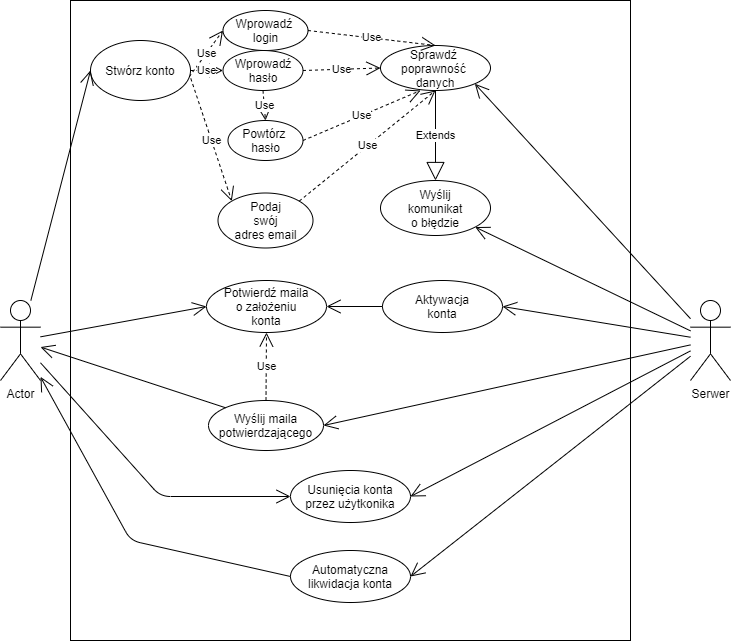 Wprowadź
login
Use
Use
Stwórz konto
Use
Wprowadź
hasło
Use
Sprawdź
poprawność
danych
Use
Use
Powtórz
hasło
Use
Use
Extends
Podaj
swój
adres email
Wyślij
komunikat
o błędzie
Potwierdź maila
o założeniu
konta
Aktywacja
konta
Use
Actor
Serwer
Wyślij maila
potwierdzającego
Usunięcia konta
przez użytkonika
Automatyczna
likwidacja konta